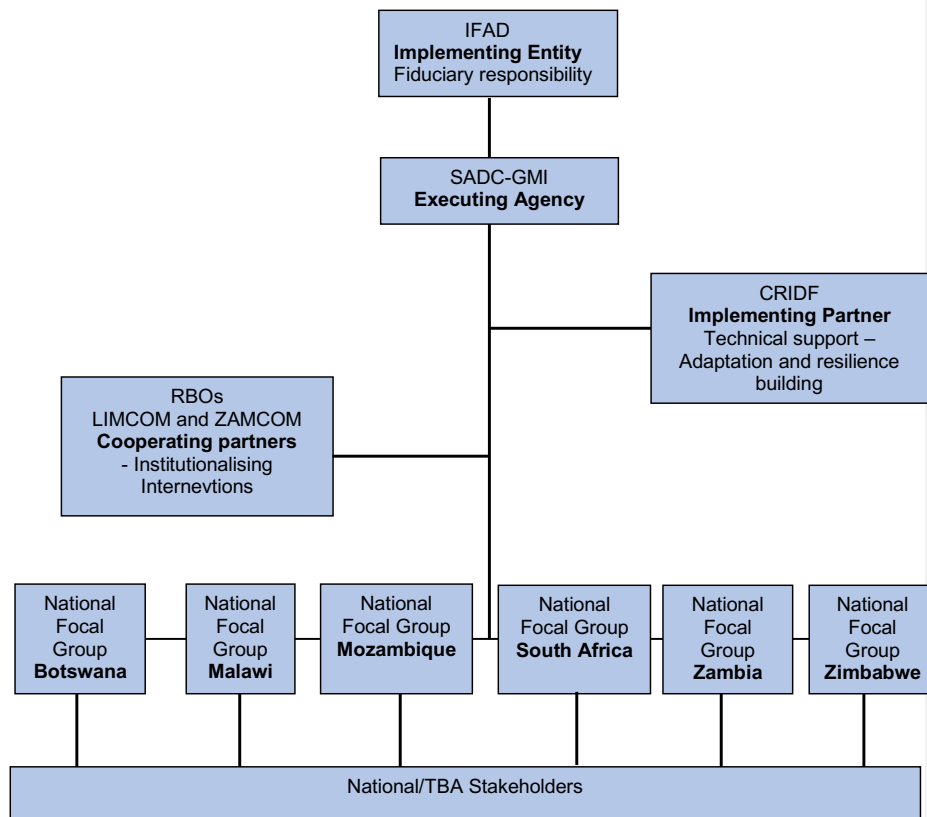 IFAD
Implementing Entity
Fiduciary responsibility
SADC-GMI
Executing Agency
CRIDF
Implementing Partner
Technical support –
Adaptation and resilience
building
RBOs
LIMCOM and ZAMCOM
Cooperating partners
- Institutionalising
Internevtions
National
Focal
Group
Botswana
National
Focal
Group
Malawi
National
Focal Group
Mozambique
National
Focal Group
South Africa
National
Focal
Group
Zambia
National
Focal
Group
Zimbabwe
National/TBA Stakeholders